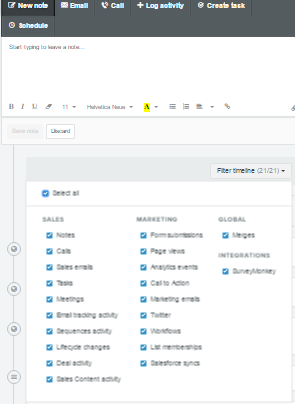 New note Email Call Log activity Create task
Schedule
Start typing to leave a note...
B I U 11 Helvetica Neue A
Save note Discard
Filter timeline (21/21)
Select all
SALES MARKETING GLOBAL
Notes Form submissions Merges
Calls Page views INTEGRATIONS
Sales emails Analytics events SurveyMonkey
Tasks Call to Action
Meetings Marketing emails
Email tracking activity Twitter
Sequences activity Workflows
Lifecycle changes List memberships
Deal activity Salesforce syncs
Sales Content activity